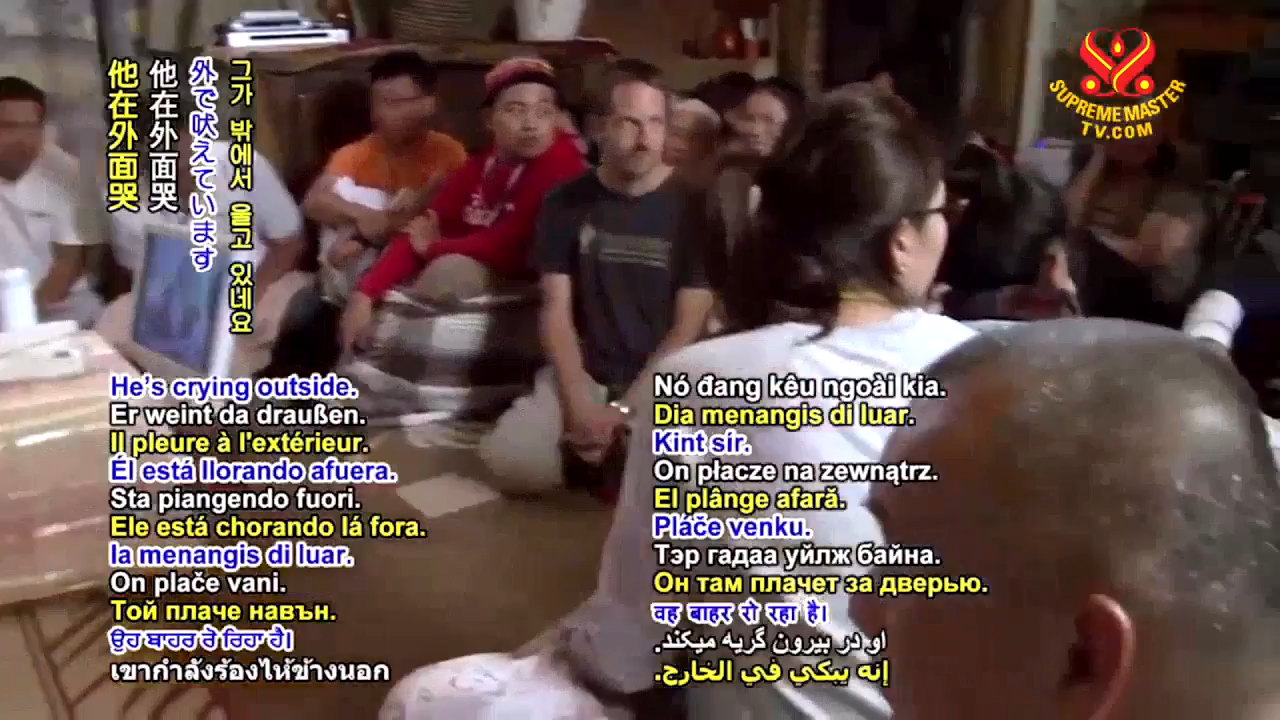 그가 밖에서 울고 있네요
外で吠えています
他在外面哭
他在外面哭
SUPREME MASTER
TV.COM
He's crying outside.
Er weint da draußen.
Il pleure à l'extérieur.
Él está llorando afuera.
Sta piangendo fuori.
Ele está chorando lá fora.
Ia menangis di luar.
On plače vani.
Той плаче навън.
ਉਹ ਬਾਹਰ ਰੋ ਰਿਹਾ ਹੈ।
เขากำลังร้องไห้ข้างนอก
Nó đang kêu ngoài kia.
Dia menangis di luar.
Kint sír.
On płacze na zewnątrz.
El plânge afară.
Pláče venku.
Тэр гадаа уйлж байна.
Он там плачет за дверью.
वह बाहर रो रहा है।
او در بیرون گریه میکند.
إنه يبكي في الخارج.